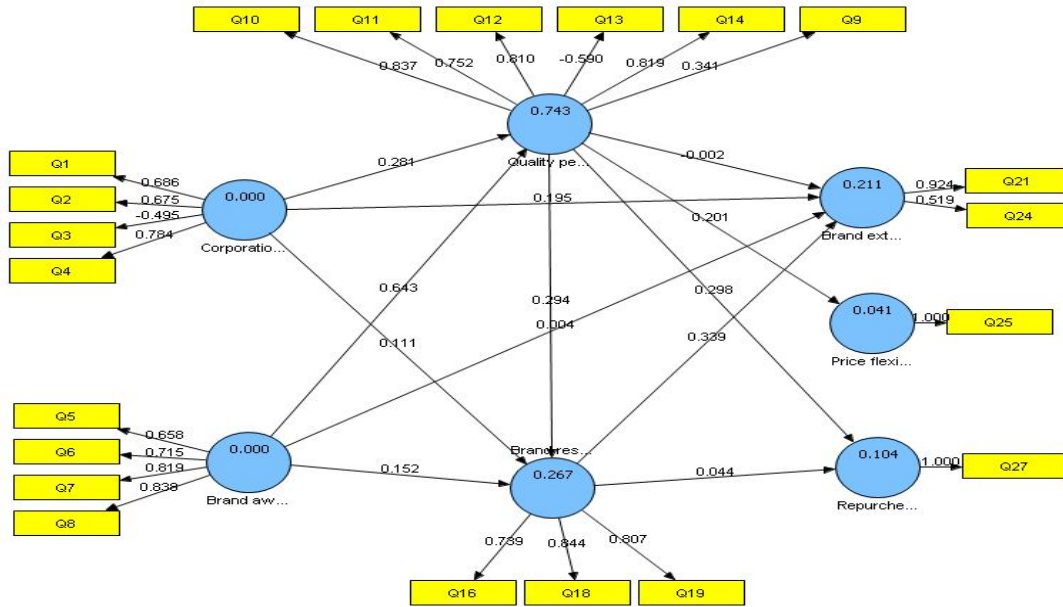 Q10
Q11
Q12
Q13
Q14
Q9
0.837
0.752
0.810
-0.590
0.819
0.341
0.743
Quality pe...
Q1
Q2
Q3
Q4
0.686
0.675
-0.495
0.784
0.000
Corporatio...
0.281
0.195
-0.002
0.201
0.211
Brand ext...
0.924
0.519
Q21
Q24
0.643
0.111
0.294
0.004
0.339
0.298
0.041
Price flexi...
1.000
Q25
Q5
Q6
Q7
Q8
0.658
0.715
0.819
0.838
0.000
Brand aw...
0.152
Brand res...
0.267
0.044
0.104
Repurche...
1.000
Q27
0.739
0.844
0.807
Q16
Q18
Q19